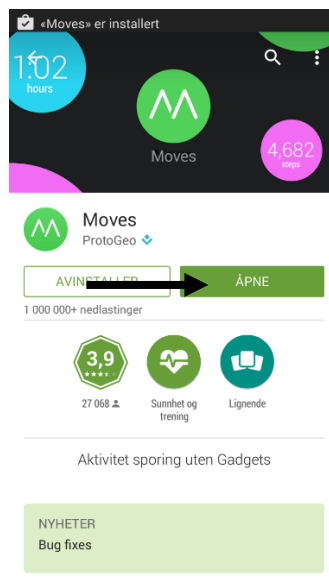 «Moves» er installert
1:02
hours
Moves
4,682
steps
Moves
ProtoGeo
AVINSTALLER
ÅPNE
1 000 000+ nedlastinger
3,9
27 068
Sunnhet og
trening
Lignende
Aktivitet sporing uten Gadgets
NYHETER
Bug fixes